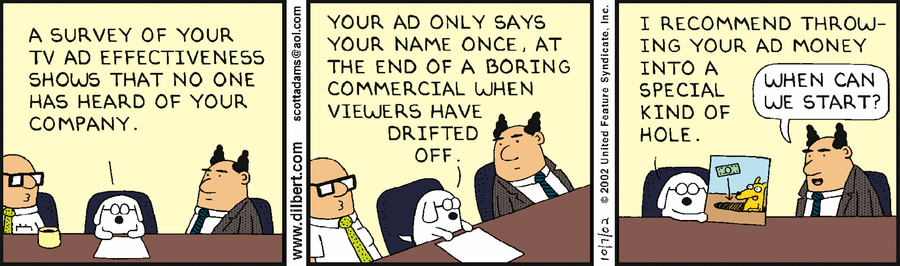 A SURVEY OF YOUR
TV AD EFFECTIVENESS
SHOWS THAT NO ONE
HAS HEARD OF YOUR
COMPANY.
www.dilbert.com
scottadams@aol.com
YOUR AD ONLY SAYS
YOUR NAME ONCE, AT
THE END OF A BORING
COMMERCIAL WHEN
VIEWERS HAVE
DRIFTED
OFF.
10/7/02
© 2002 United Feature Syndicate, Inc.
I RECOMMEND THROW-
ING YOUR AD MONEY
INTO A
SPECIAL
KIND OF
HOLE.
WHEN CAN
WE START?